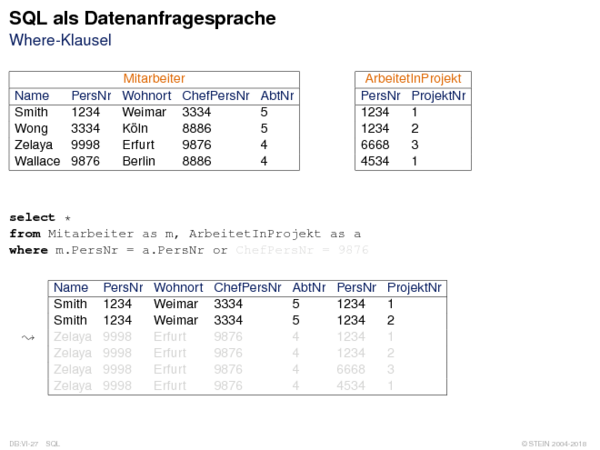 SQL als Datenanfragesprache
Where-Klausel
Mitarbeiter
Name PersNr Wohnort ChefPersNr AbtNr
Smith 1234 Weimar 3334 5
Wong 3334 Köln 8886 5
Zelaya 9998 Erfurt 9876 4
Wallace 9876 Berlin 8886 4
ArbeitetInProjekt
PersNr ProjektNr
1234 1
1234 2
6668 3
4534 1
select *
from Mitarbeiter as m, ArbeitetInProjekt as a
where m.PersNr = a.PersNr or ChefPersNr = 9876
Name PersNr Wohnort ChefPersNr AbtNr PersNr ProjektNr
Smith 1234 Weimar 3334 5 1234 1
Smith 1234 Weimar 3334 5 1234 2
Zelaya 9998 Erfurt 9876 4 1234 1
Zelaya 9998 Erfurt 9876 4 1234 2
Zelaya 9998 Erfurt 9876 4 6668 3
Zelaya 9998 Erfurt 9876 4 4534 1
DB:VI-27 SQL
© STEIN 2004-2018